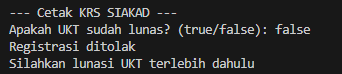 --- Cetak KRS SIAKAD ---
Apakah UKT sudah lunas? (true/false): false
Registrasi ditolak
Silahkan lunasi UKT terlebih dahulu